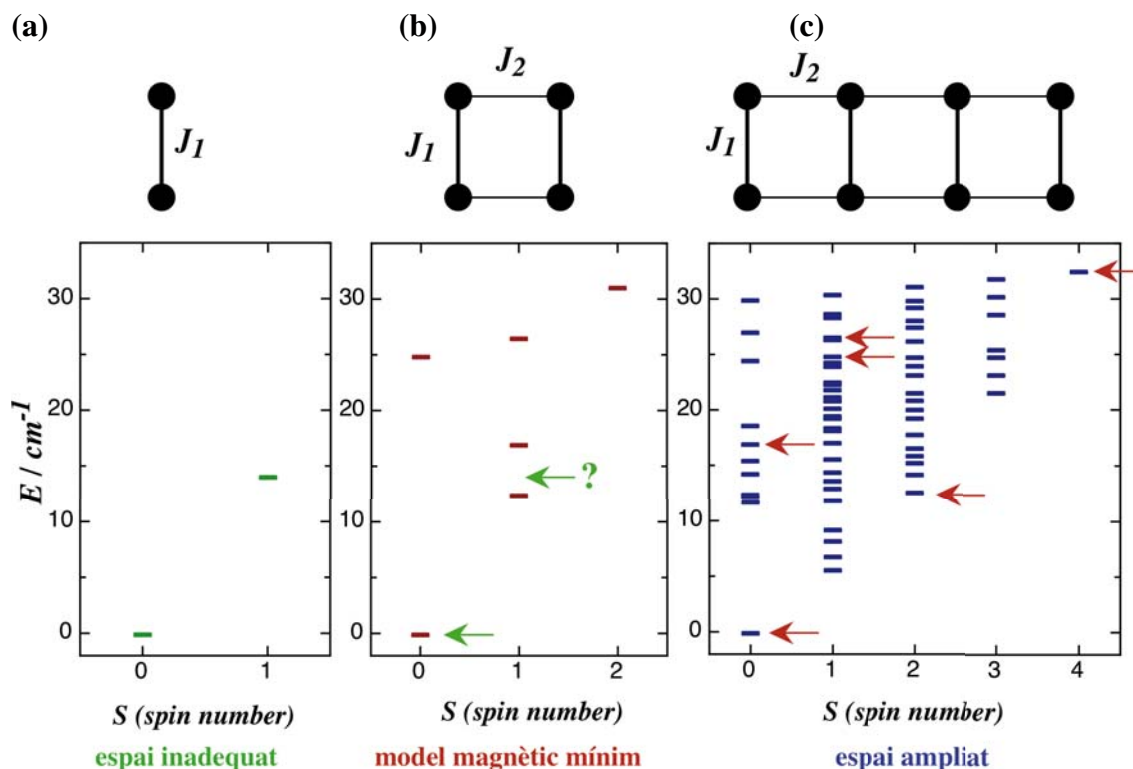 (a) (b) (c)
J2 J2
J1 J1 J1
E / cm-1
30 30 30
20 20 20
10 10 10
0 0 0
?
0 1 0 1 2 0 1 2 3 4
S (spin number) S (spin number) S (spin number)
espai inadequat model magnètic mínim espai ampliat